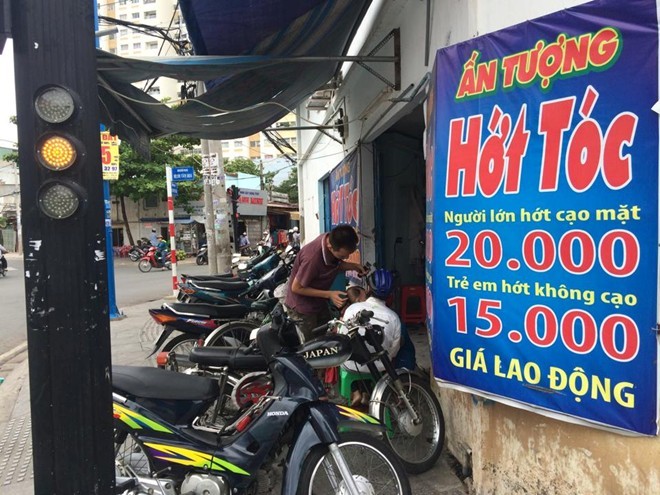 ẤN TƯỢNG
Hớt Tóc
Người lớn hớt cạo mặt
20.000
Trẻ em hớt không cạo
15.000
GIÁ LAO ĐỘNG
JAPAN
HONDA